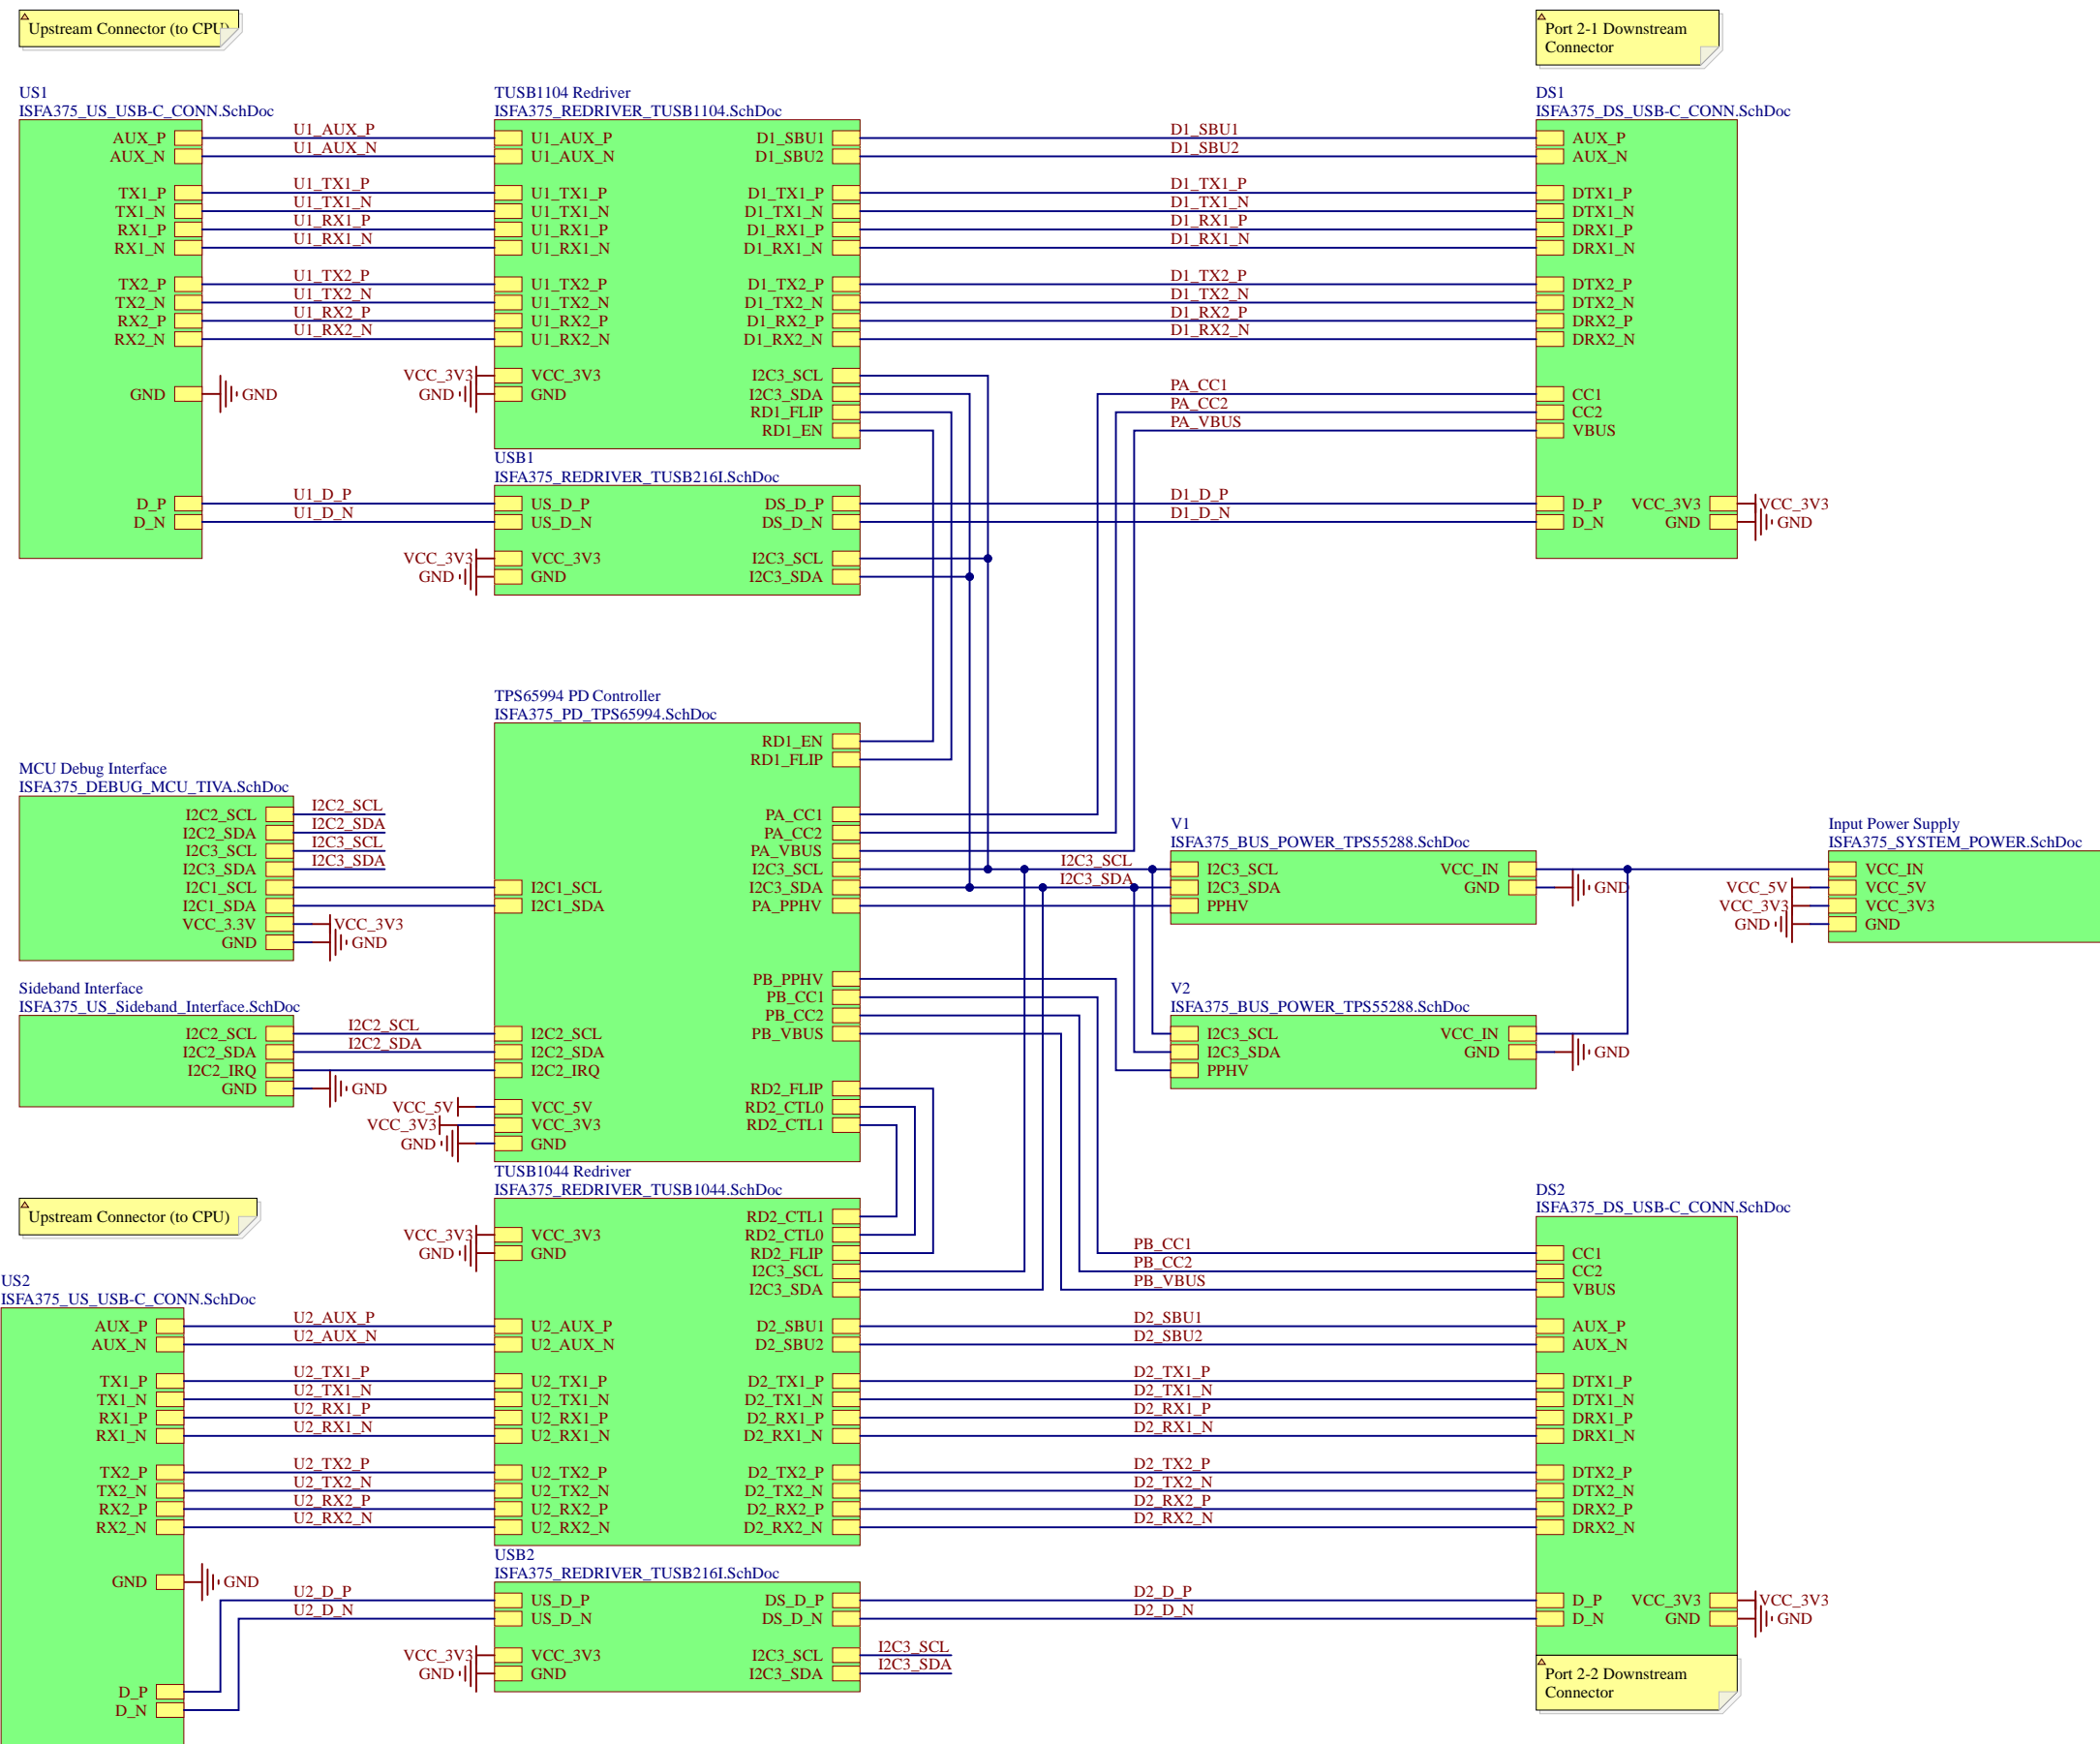 Upstream Connector (to CPU)
Port 2-1 Downstream
Connector
US1
ISFA375_US_USB-C_CONN.SchDoc
AUX_P
AUX_N
TX1_P
TX1_N
RX1_P
RX1_N
TX2_P
TX2_N
RX2_P
RX2_N
GND
GND
D_P
D_N
U1_AUX_P
U1_AUX_N
U1_TX1_P
U1_TX1_N
U1_RX1_P
U1_RX1_N
U1_TX2_P
U1_TX2_N
U1_RX2_P
U1_RX2_N
U1_D_P
U1_D_N
TUSB1104 Redriver
ISFA375_REDRIVER_TUSB1104.SchDoc
U1_AUX_P
U1_AUX_N
U1_TX1_P
U1_TX1_N
U1_RX1_P
U1_RX1_N
U1_TX2_P
U1_TX2_N
U1_RX2_P
U1_RX2_N
VCC_3V3
VCC_3V3
GND
GND
D1_SBU1
D1_SBU2
D1_TX1_P
D1_TX1_N
D1_RX1_P
D1_RX1_N
D1_TX2_P
D1_TX2_N
D1_RX2_P
D1_RX2_N
I2C3_SCL
I2C3_SDA
RD1_FLIP
RD1_EN
USB1
ISFA375_REDRIVER_TUSB216I.SchDoc
US_D_P
US_D_N
VCC_3V3
VCC_3V3
GND
GND
DS_D_P
DS_D_N
I2C3_SCL
I2C3_SDA
D1_SBU1
D1_SBU2
D1_TX1_P
D1_TX1_N
D1_RX1_P
D1_RX1_N
D1_TX2_P
D1_TX2_N
D1_RX2_P
D1_RX2_N
PA_CC1
PA_CC2
PA_VBUS
D1_D_P
D1_D_N
DS1
ISFA375_DS_USB-C_CONN.SchDoc
AUX_P
AUX_N
DTX1_P
DTX1_N
DRX1_P
DRX1_N
DTX2_P
DTX2_N
DRX2_P
DRX2_N
CC1
CC2
VBUS
D_P
D_N
VCC_3V3
VCC_3V3
GND
GND
MCU Debug Interface
ISFA375_DEBUG_MCU_TIVA.SchDoc
I2C2_SCL
I2C2_SDA
I2C3_SCL
I2C3_SDA
I2C1_SCL
I2C1_SDA
VCC_3.3V
GND
I2C2_SCL
I2C2_SDA
I2C3_SCL
I2C3_SDA
VCC_3V3
GND
Sideband Interface
ISFA375_US_Sideband_Interface.SchDoc
I2C2_SCL
I2C2_SDA
I2C2_IRQ
GND
I2C2_SCL
I2C2_SDA
GND
TPS65994 PD Controller
ISFA375_PD_TPS65994.SchDoc
I2C1_SCL
I2C1_SDA
I2C2_SCL
I2C2_SDA
I2C2_IRQ
VCC_5V
VCC_5V
VCC_3V3
VCC_3V3
GND
GND
RD1_EN
RD1_FLIP
PA_CC1
PA_CC2
PA_VBUS
I2C3_SCL
I2C3_SDA
PA_PPHV
PB_PPHV
PB_CC1
PB_CC2
PB_VBUS
RD2_FLIP
RD2_CTL0
RD2_CTL1
I2C3_SCL
I2C3_SDA
V1
ISFA375_BUS_POWER_TPS55288.SchDoc
I2C3_SCL
I2C3_SDA
PPHV
VCC_IN
GND
GND
V2
ISFA375_BUS_POWER_TPS55288.SchDoc
I2C3_SCL
I2C3_SDA
PPHV
VCC_IN
GND
GND
Input Power Supply
ISFA375_SYSTEM_POWER.SchDoc
VCC_IN
VCC_5V
VCC_5V
VCC_3V3
VCC_3V3
GND
GND
Upstream Connector (to CPU)
US2
ISFA375_US_USB-C_CONN.SchDoc
AUX_P
AUX_N
TX1_P
TX1_N
RX1_P
RX1_N
TX2_P
TX2_N
RX2_P
RX2_N
GND
GND
D_P
D_N
U2_AUX_P
U2_AUX_N
U2_TX1_P
U2_TX1_N
U2_RX1_P
U2_RX1_N
U2_TX2_P
U2_TX2_N
U2_RX2_P
U2_RX2_N
U2_D_P
U2_D_N
TUSB1044 Redriver
ISFA375_REDRIVER_TUSB1044.SchDoc
VCC_3V3
VCC_3V3
GND
GND
U2_AUX_P
U2_AUX_N
U2_TX1_P
U2_TX1_N
U2_RX1_P
U2_RX1_N
U2_TX2_P
U2_TX2_N
U2_RX2_P
U2_RX2_N
RD2_CTL1
RD2_CTL0
RD2_FLIP
I2C3_SCL
I2C3_SDA
D2_SBU1
D2_SBU2
D2_TX1_P
D2_TX1_N
D2_RX1_P
D2_RX1_N
D2_TX2_P
D2_TX2_N
D2_RX2_P
D2_RX2_N
USB2
ISFA375_REDRIVER_TUSB216I.SchDoc
US_D_P
US_D_N
VCC_3V3
VCC_3V3
GND
GND
DS_D_P
DS_D_N
I2C3_SCL
I2C3_SDA
I2C3_SCL
I2C3_SDA
PB_CC1
PB_CC2
PB_VBUS
D2_SBU1
D2_SBU2
D2_TX1_P
D2_TX1_N
D2_RX1_P
D2_RX1_N
D2_TX2_P
D2_TX2_N
D2_RX2_P
D2_RX2_N
D2_D_P
D2_D_N
DS2
ISFA375_DS_USB-C_CONN.SchDoc
CC1
CC2
VBUS
AUX_P
AUX_N
DTX1_P
DTX1_N
DRX1_P
DRX1_N
DTX2_P
DTX2_N
DRX2_P
DRX2_N
D_P
D_N
VCC_3V3
VCC_3V3
GND
GND
Port 2-2 Downstream
Connector